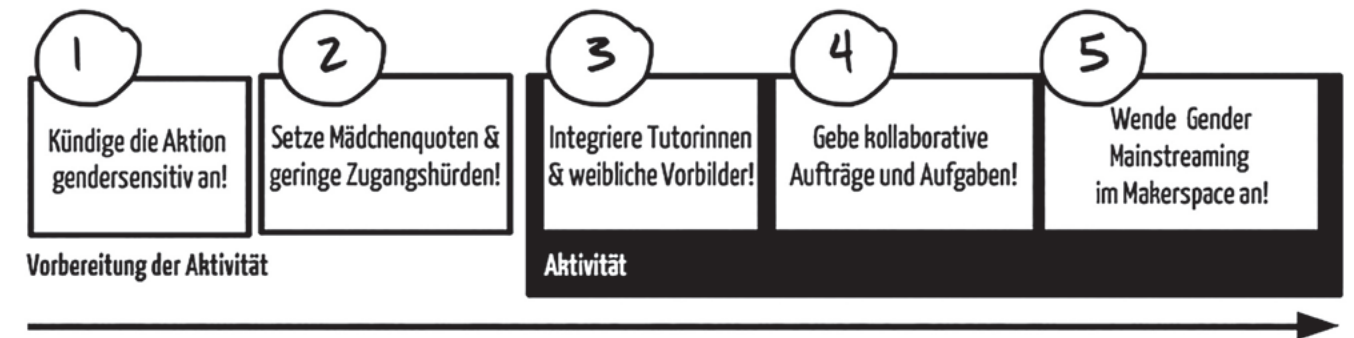 1
Kündige die Aktion
gendersensitiv an!
2
Setze Mädchenquoten &
geringe Zugangshürden!
3
Integriere Tutorinnen
& weibliche Vorbilder!
4
Gebe kollaborative
Aufträge und Aufgaben!
5
Wende Gender
Mainstreaming
im Makerspace an!
Vorbereitung der Aktivität
Aktivität